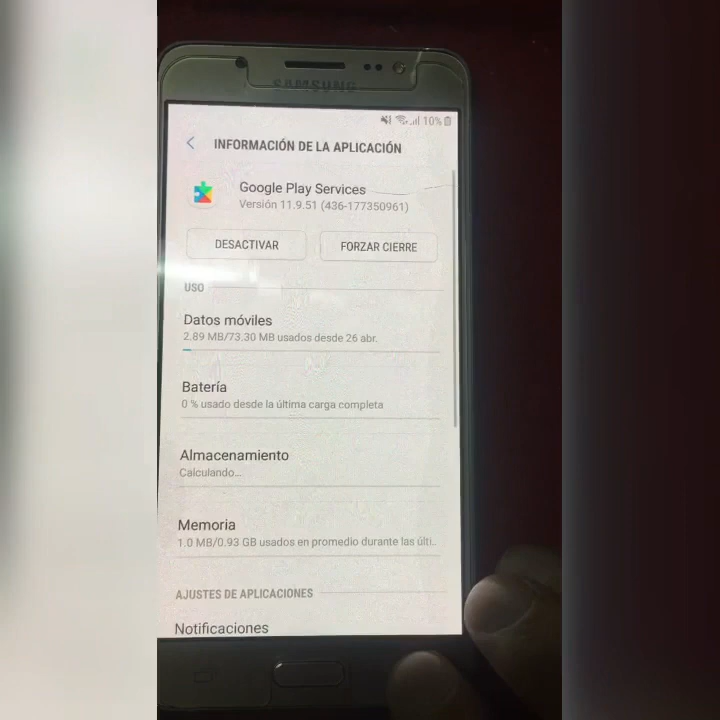 SAMSUNG
10%
INFORMACIÓN DE LA APLICACIÓN
Google Play Services
Versión 11.9.51 (436-177350961)
DESACTIVAR
FORZAR CIERRE
USO
Datos móviles
2.89 MB/73.30 MB usados desde 26 abr.
Batería
0 % usado desde la última carga completa
Almacenamiento
Calculando...
Memoria
1.0 MB/0.93 GB usados en promedio durante las últi..
AJUSTES DE APLICACIONES
Notificaciones